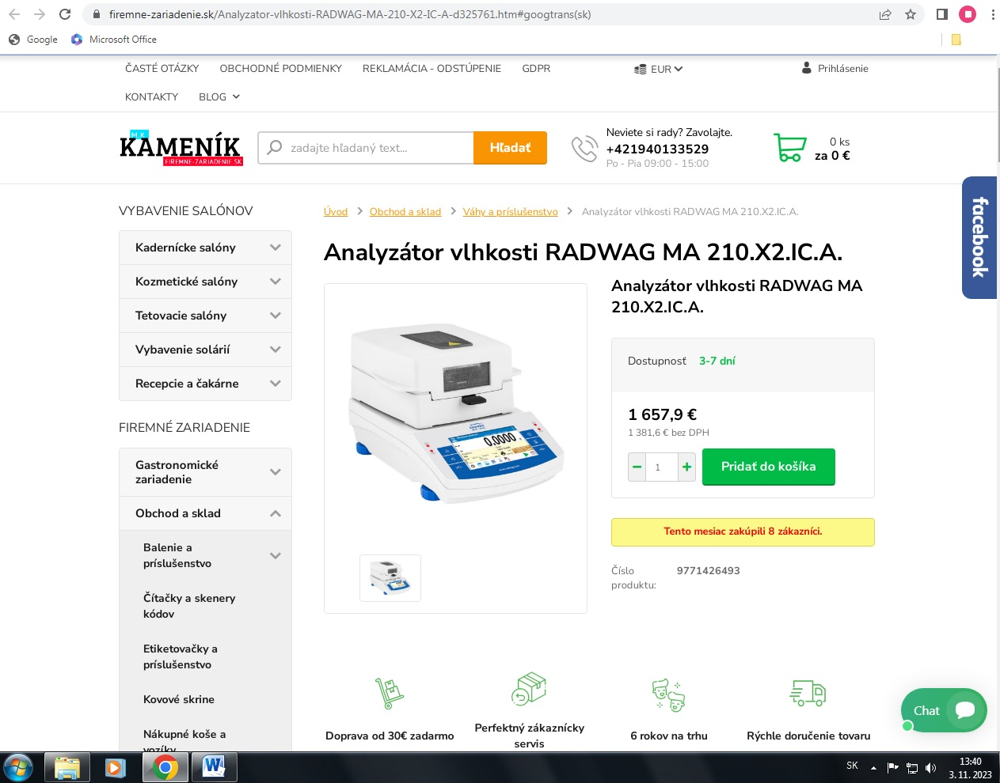 firemne-zariadenie.sk/Analyzator-vlhkosti-RADWAG-MA-210-X2-IC-A-d325761.htm#googtrans(sk)
Google
Microsoft Office
ČASTÉ OTÁZKY
OBCHODNÉ PODMIENKY
REKLAMÁCIA - ODSTÚPENIE
GDPR
EUR
Prihlásenie
KONTAKTY
BLOG
M.K
KAMENÍK
FIREMNE-ZARIADENIE.SK
zadajte hľadaný text...
Hľadať
Neviete si rady? Zavolajte.
+421940133529
Po - Pia 09:00 - 15:00
0 ks
za 0 €
facebook
VYBAVENIE SALÓNOV
Kadernícke salóny
Kozmetické salóny
Tetovacie salóny
Vybavenie solárií
Recepcie a čakárne
FIREMNÉ ZARIADENIE
Gastronomické
zariadenie
Obchod a sklad
Balenie a
príslušenstvo
Čítačky a skenery
kódov
Etiketovačky a
príslušenstvo
Kovové skrine
Nákupné koše a
vozíky
Úvod
Obchod a sklad
Váhy a príslušenstvo
Analyzátor vlhkosti RADWAG MA 210.X2.IC.A.
Analyzátor vlhkosti RADWAG MA 210.X2.IC.A.
0.0000
Analyzátor vlhkosti RADWAG MA
210.X2.IC.A.
Dostupnosť
3-7 dní
1 657,9 €
1 381,6 € bez DPH
1
Pridať do košíka
Tento mesiac zakúpili 8 zákazníci.
Číslo
produktu:
9771426493
Doprava od 30€ zadarmo
Perfektný zákaznícky
servis
6 rokov na trhu
Rýchle doručenie tovaru
Chat
SK
13:40
3. 11. 2023